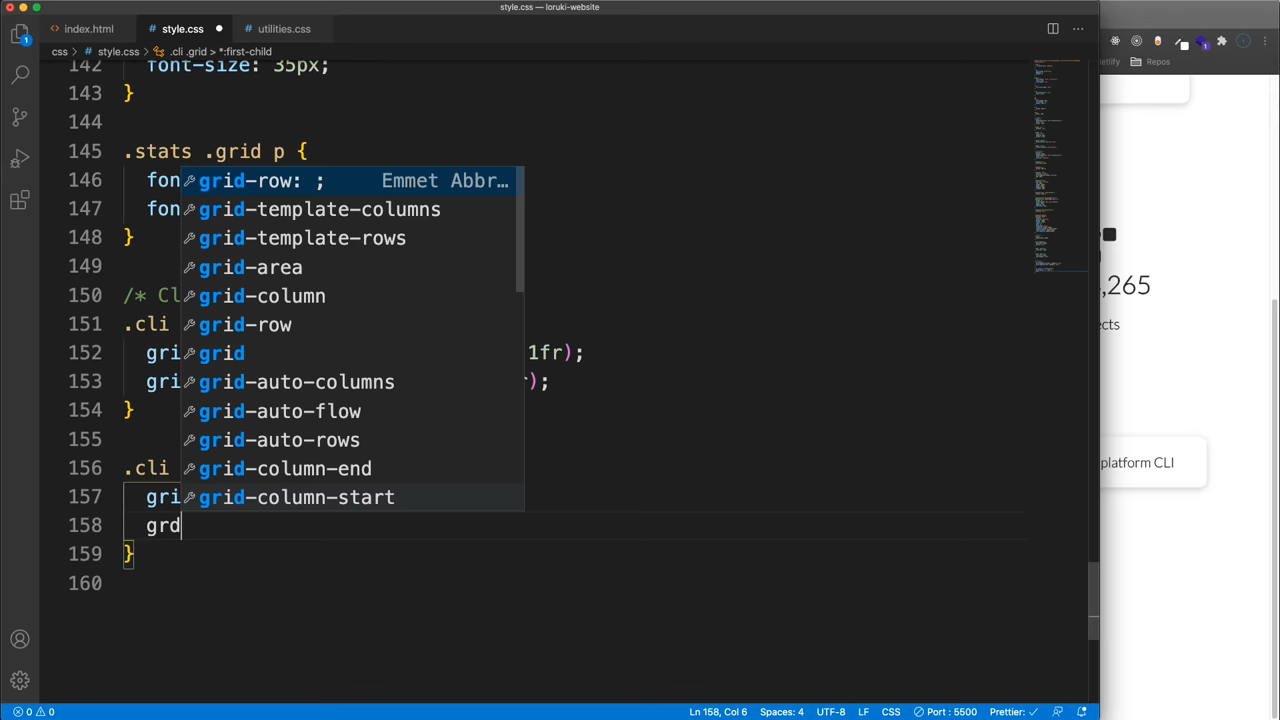 style.css — loruki-website
index.html
# style.css
# utilities.css
css > # style.css > .cli .grid > *:first-child
Netlify
Repos
142 font-size: 35px;
143 }
144
145 .stats .grid p {
146 fon
147 fon
148 }
149
150 /* Cl
151 .cli
152 gri 1fr);
153 gri );
154 }
155
156 .cli
157 gri
158 grd
159 }
160
grid-row: ; Emmet Abbr…
grid-template-columns
grid-template-rows
grid-area
grid-column
grid-row
grid
grid-auto-columns
grid-auto-flow
grid-auto-rows
grid-column-end
grid-column-start
,265
ects
platform CLI
1
0 0
Ln 158, Col 6
Spaces: 4
UTF-8
LF
CSS
Port : 5500
Prettier: ✓